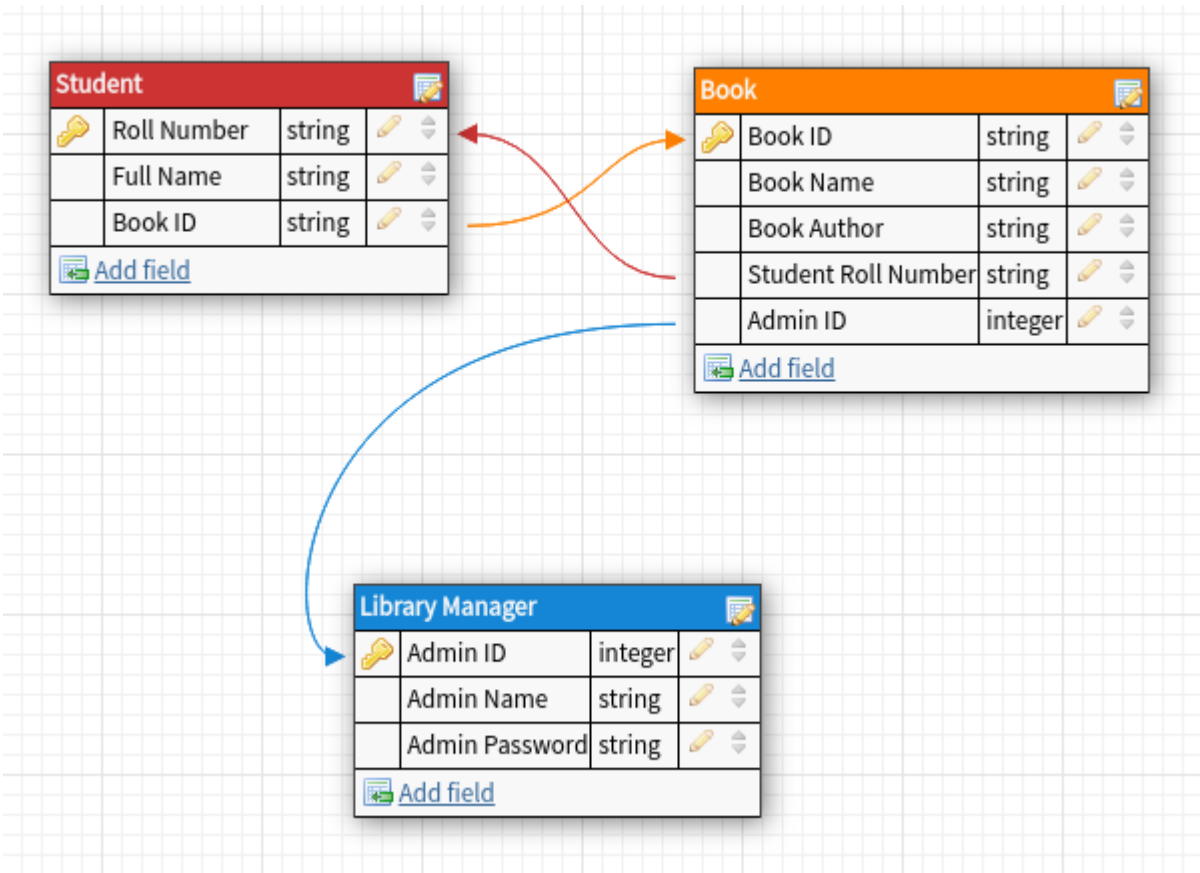 Student
Roll Number string
Full Name string
Book ID string
Add field
Book
Book ID string
Book Name string
Book Author string
Student Roll Number string
Admin ID integer
Add field
Library Manager
Admin ID integer
Admin Name string
Admin Password string
Add field